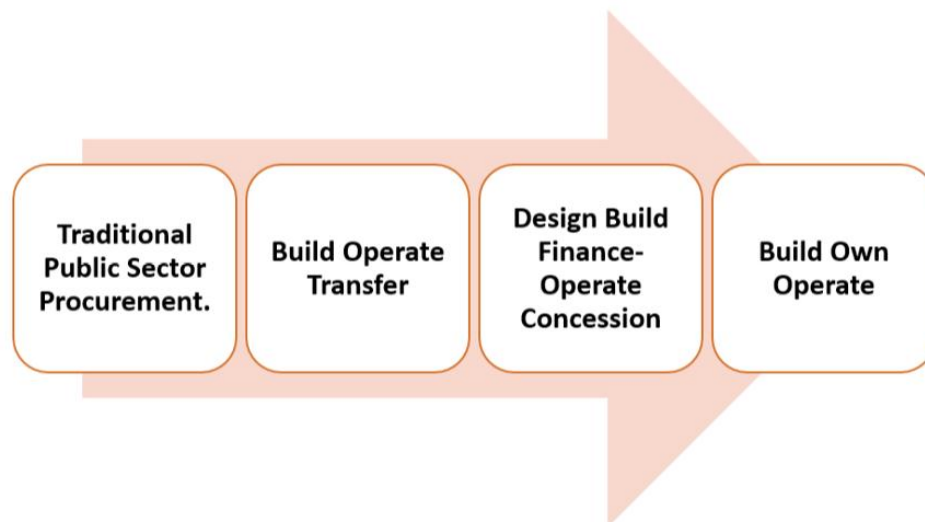 Traditional
Public Sector
Procurement.
Build Operate
Transfer
Design Build
Finance-
Operate
Concession
Build Own
Operate